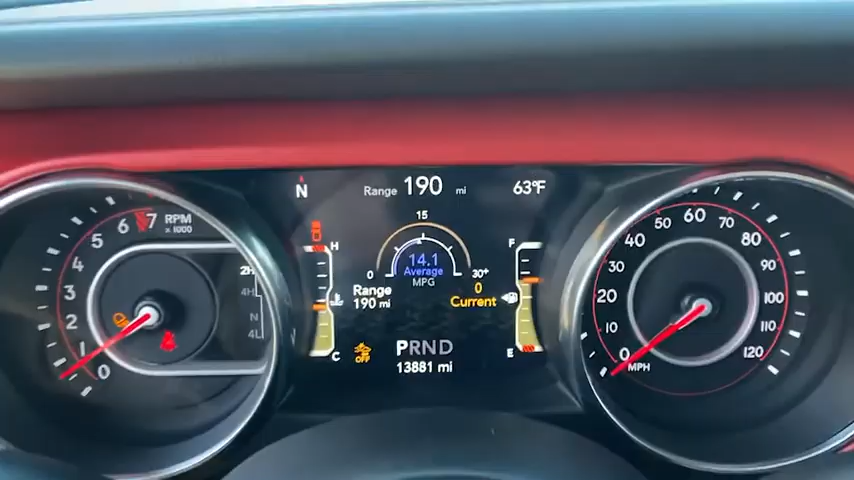 N
Range 190 mi
63°F
7 RPM
x 1000
6
5
4
3
2
1
0
2H
4H
N
4L
H
C
15
0
30+
14.1
Average
MPG
Range
190 mi
0
Current
OFF
PRND
13881 mi
F
E
0
10
20
30
40
50
60
70
80
90
100
110
120
MPH